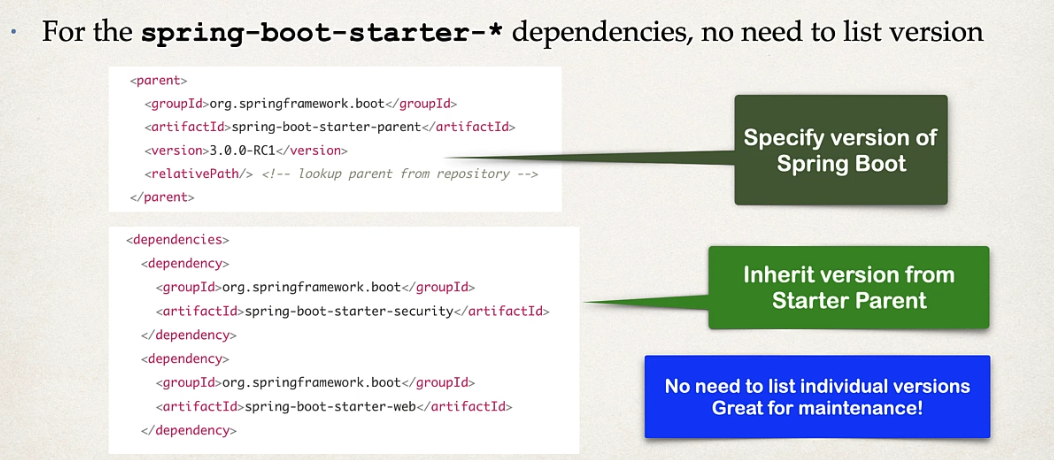 • For the spring-boot-starter-* dependencies, no need to list version
<parent>
<groupId>org.springframework.boot</groupId>
<artifactId>spring-boot-starter-parent</artifactId>
<version>3.0.0-RC1</version>
<relativePath/> <!-- lookup parent from repository -->
</parent>
Specify version of
Spring Boot
<dependencies>
<dependency>
<groupId>org.springframework.boot</groupId>
<artifactId>spring-boot-starter-security</artifactId>
</dependency>
<dependency>
<groupId>org.springframework.boot</groupId>
<artifactId>spring-boot-starter-web</artifactId>
</dependency>
Inherit version from
Starter Parent
No need to list individual versions
Great for maintenance!